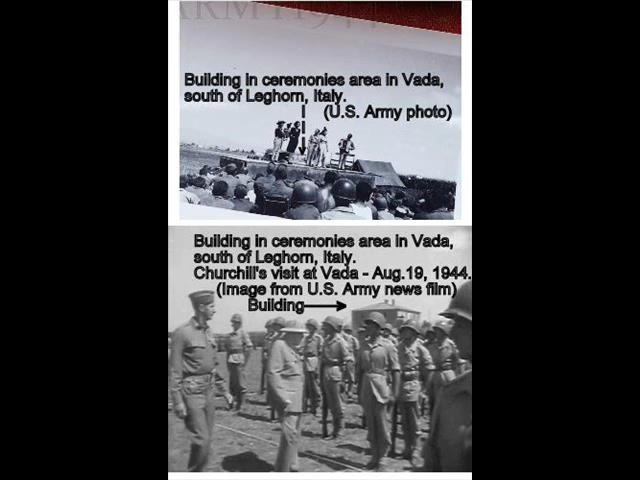 Building in ceremonies area in Vada,
south of Leghorn, Italy.
(U.S. Army photo)
Building in ceremonies area in Vada,
south of Leghorn, Italy.
Churchill's visit at Vada - Aug.19, 1944.
(Image from U.S. Army news film)
Building